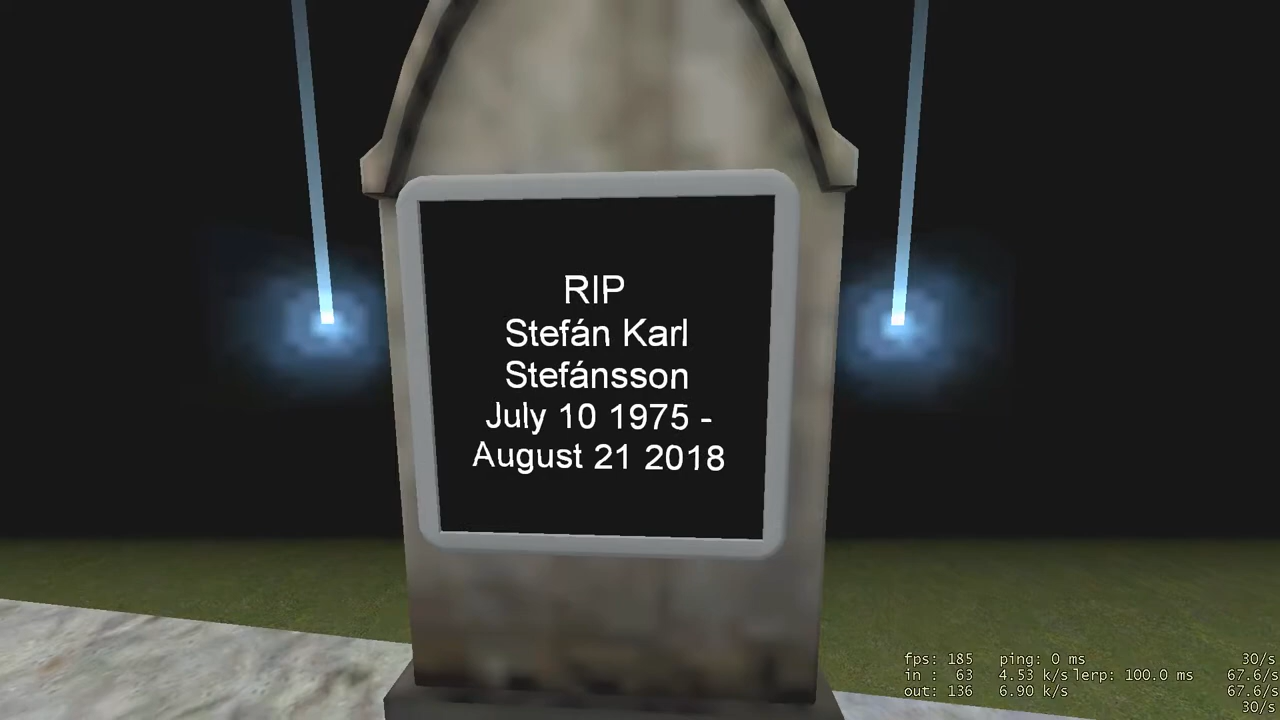 RIP
Stefán Karl
Stefánsson
July 10 1975 -
August 21 2018
fps: 185 ping: 0 ms 30/s
in : 63 4.53 k/s lerp: 100.0 ms 67.6/s
out: 136 6.90 k/s 67.6/s
30/s